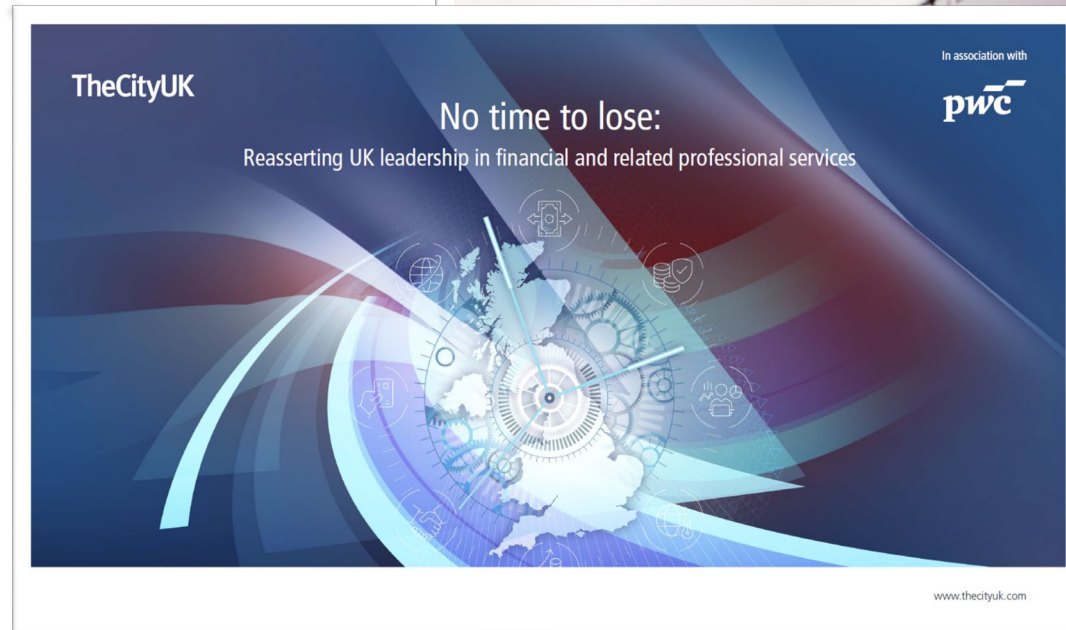 In association with
TheCityUK
pwc
No time to lose:
Reasserting UK leadership in financial and related professional services
www.thecityuk.com